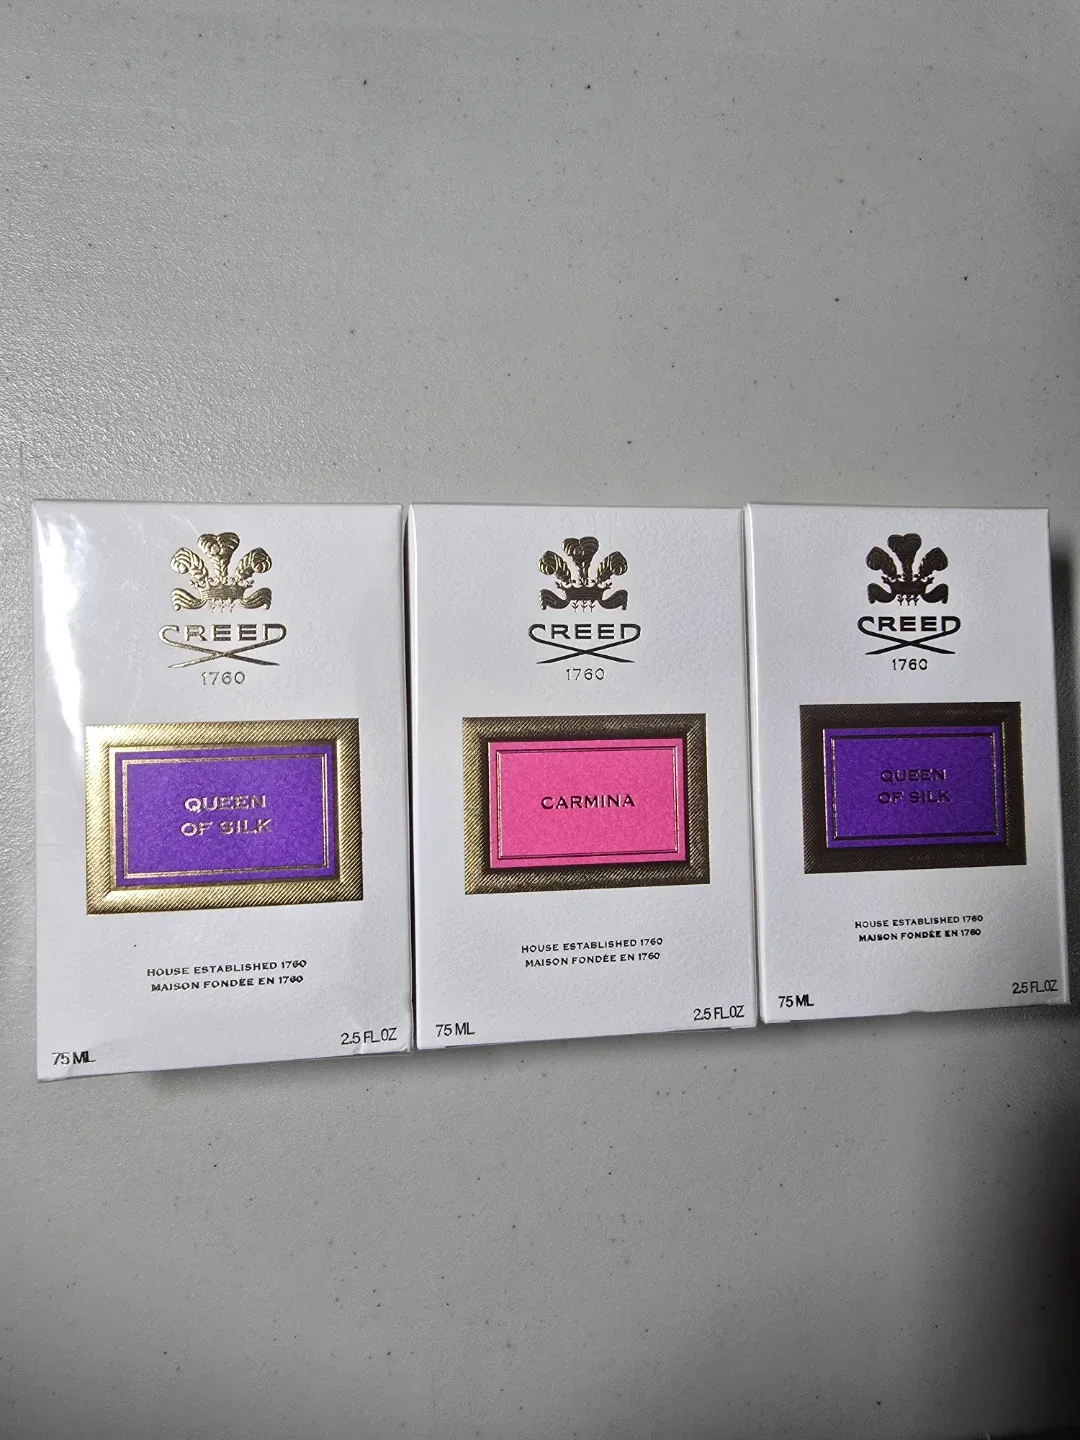 CREED
1760
QUEEN
OF SILK
HOUSE ESTABLISHED 1760
MAISON FONDÉE EN 1760
75 ML
2.5 FL.OZ
CREED
1760
CARMINA
HOUSE ESTABLISHED 1760
MAISON FONDÉE EN 1760
75 ML
2.5 FL.OZ
CREED
1760
QUEEN
OF SILK
HOUSE ESTABLISHED 1760
MAISON FONDÉE EN 1760
75 ML
2.5 FL.OZ